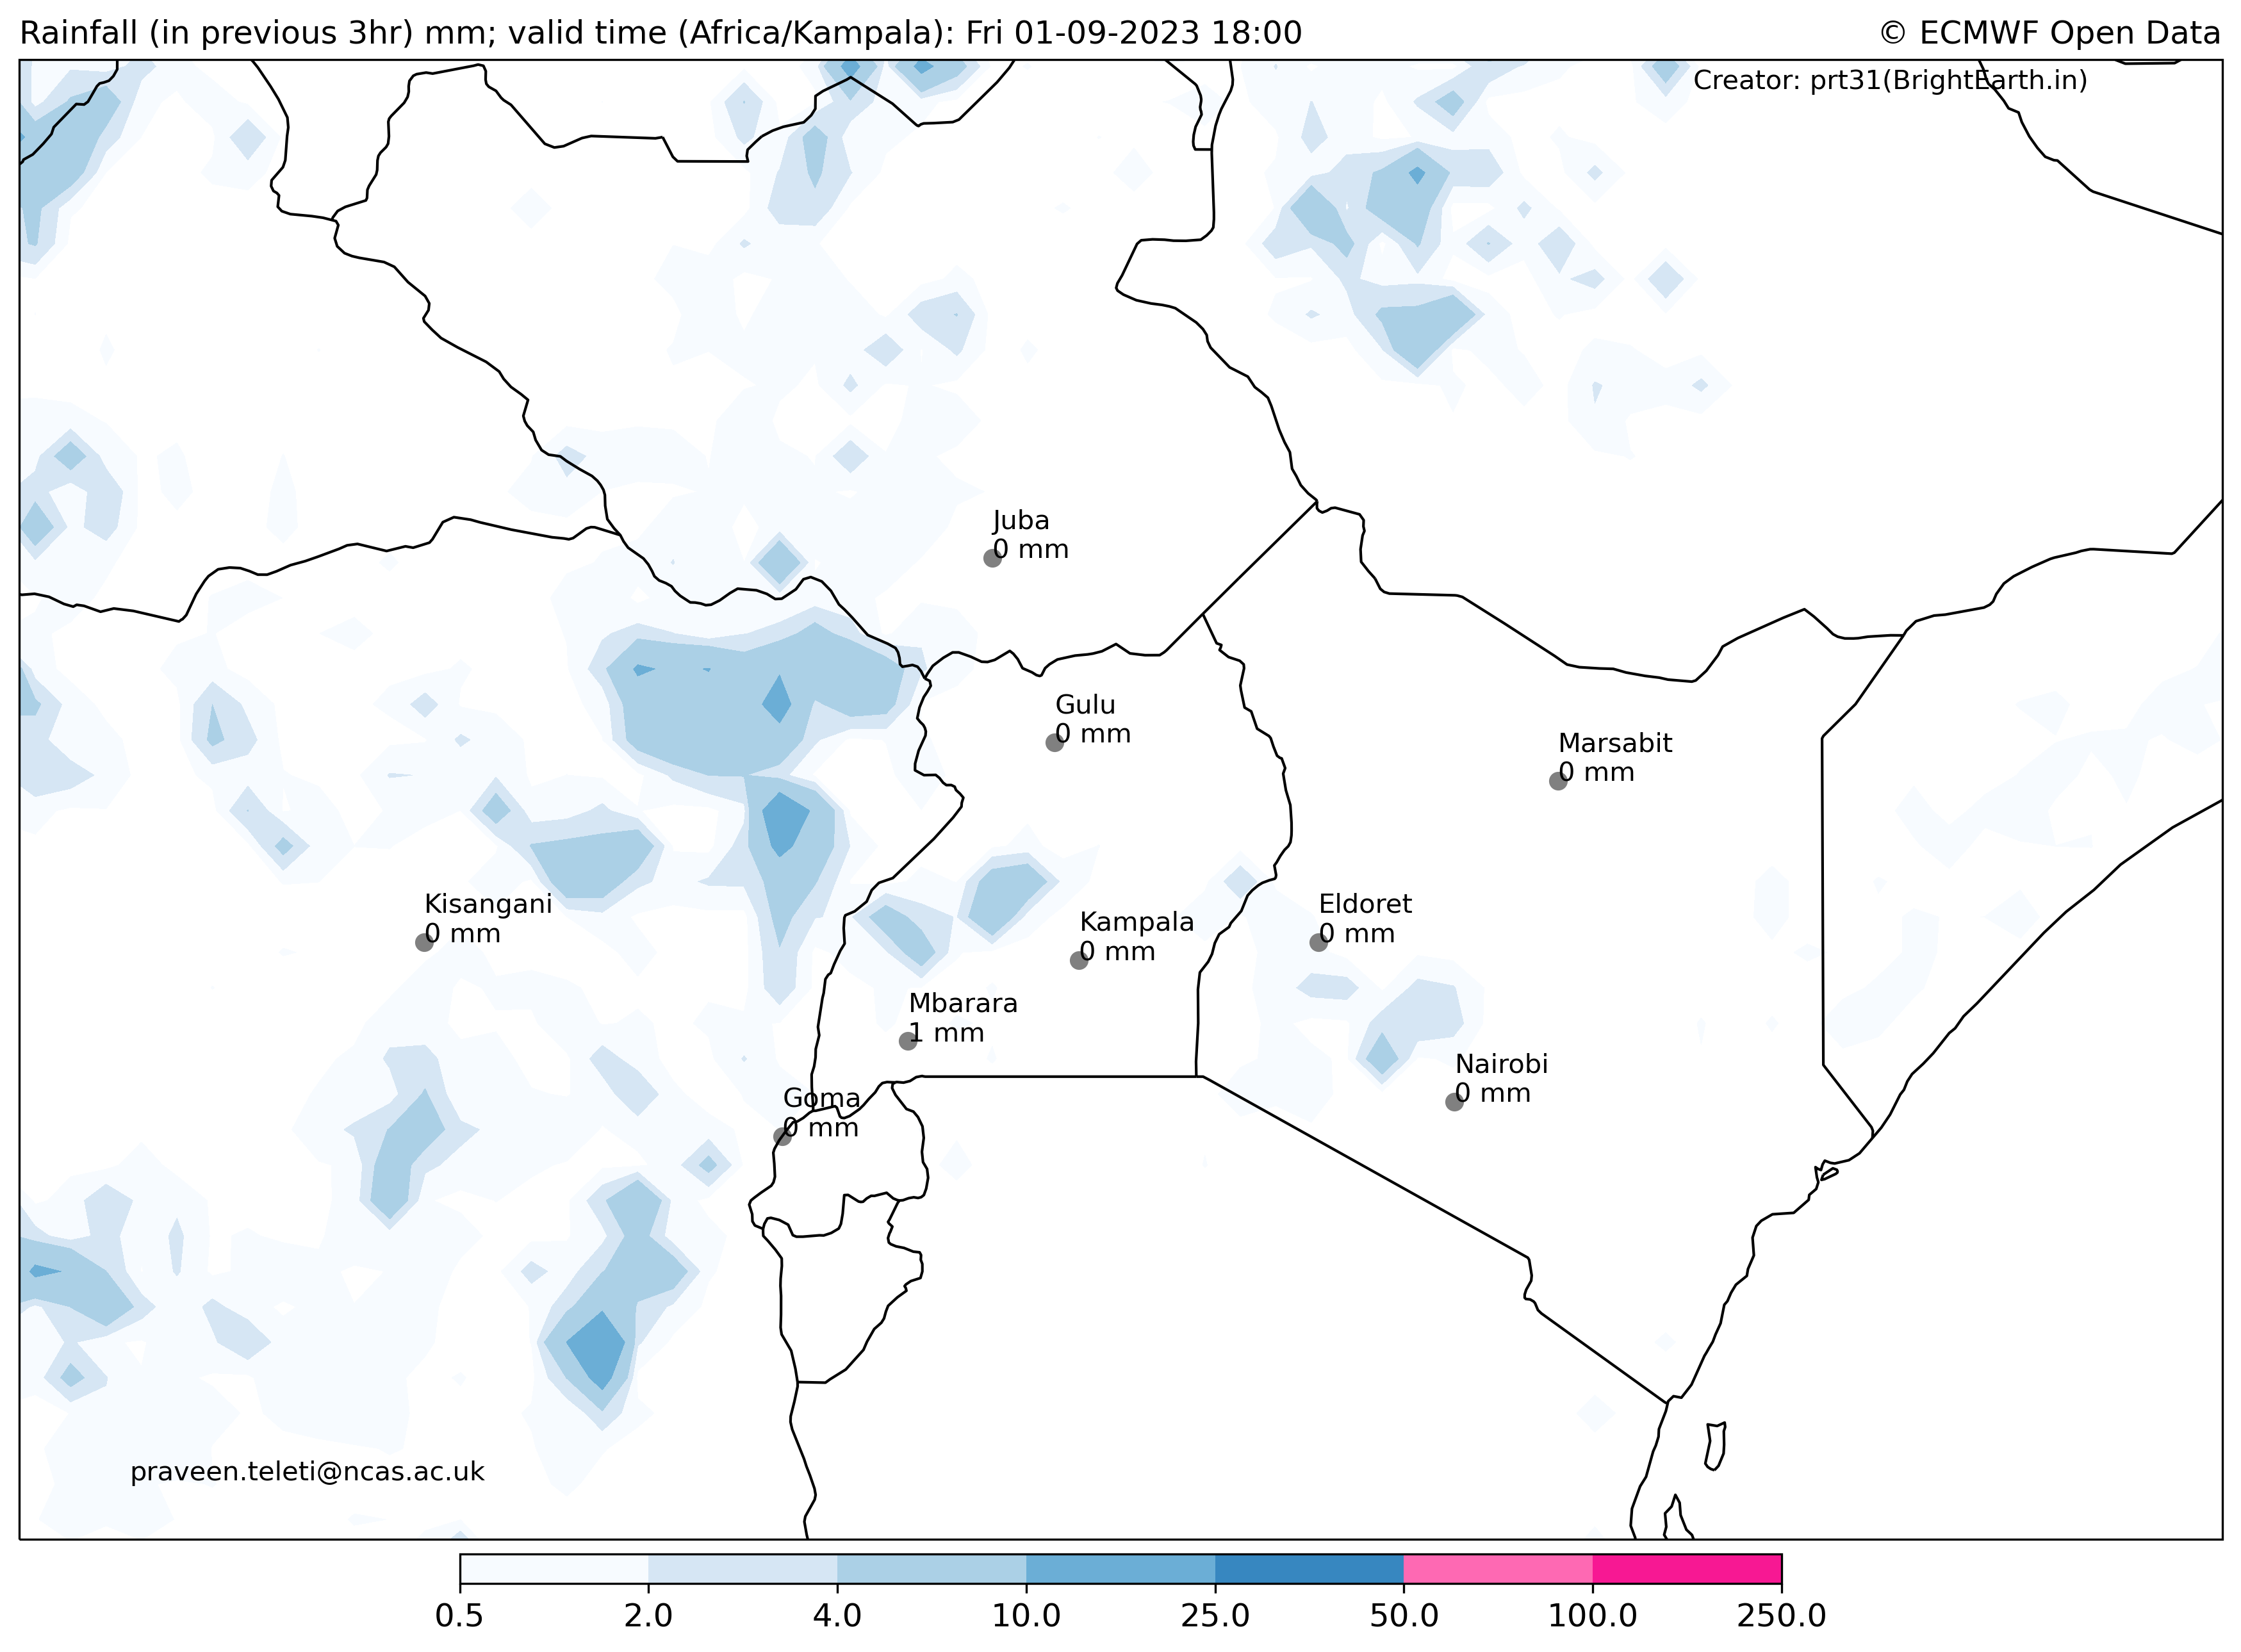 Rainfall (in previous 3hr) mm; valid time (Africa/Kampala): Fri 01-09-2023 18:00
© ECMWF Open Data
Creator: prt31(BrightEarth.in)
Juba
0 mm
Gulu
0 mm
Marsabit
0 mm
Kisangani
0 mm
Kampala
0 mm
Eldoret
0 mm
Mbarara
1 mm
Nairobi
0 mm
Goma
0 mm
praveen.teleti@ncas.ac.uk
0.5 2.0 4.0 10.0 25.0 50.0 100.0 250.0